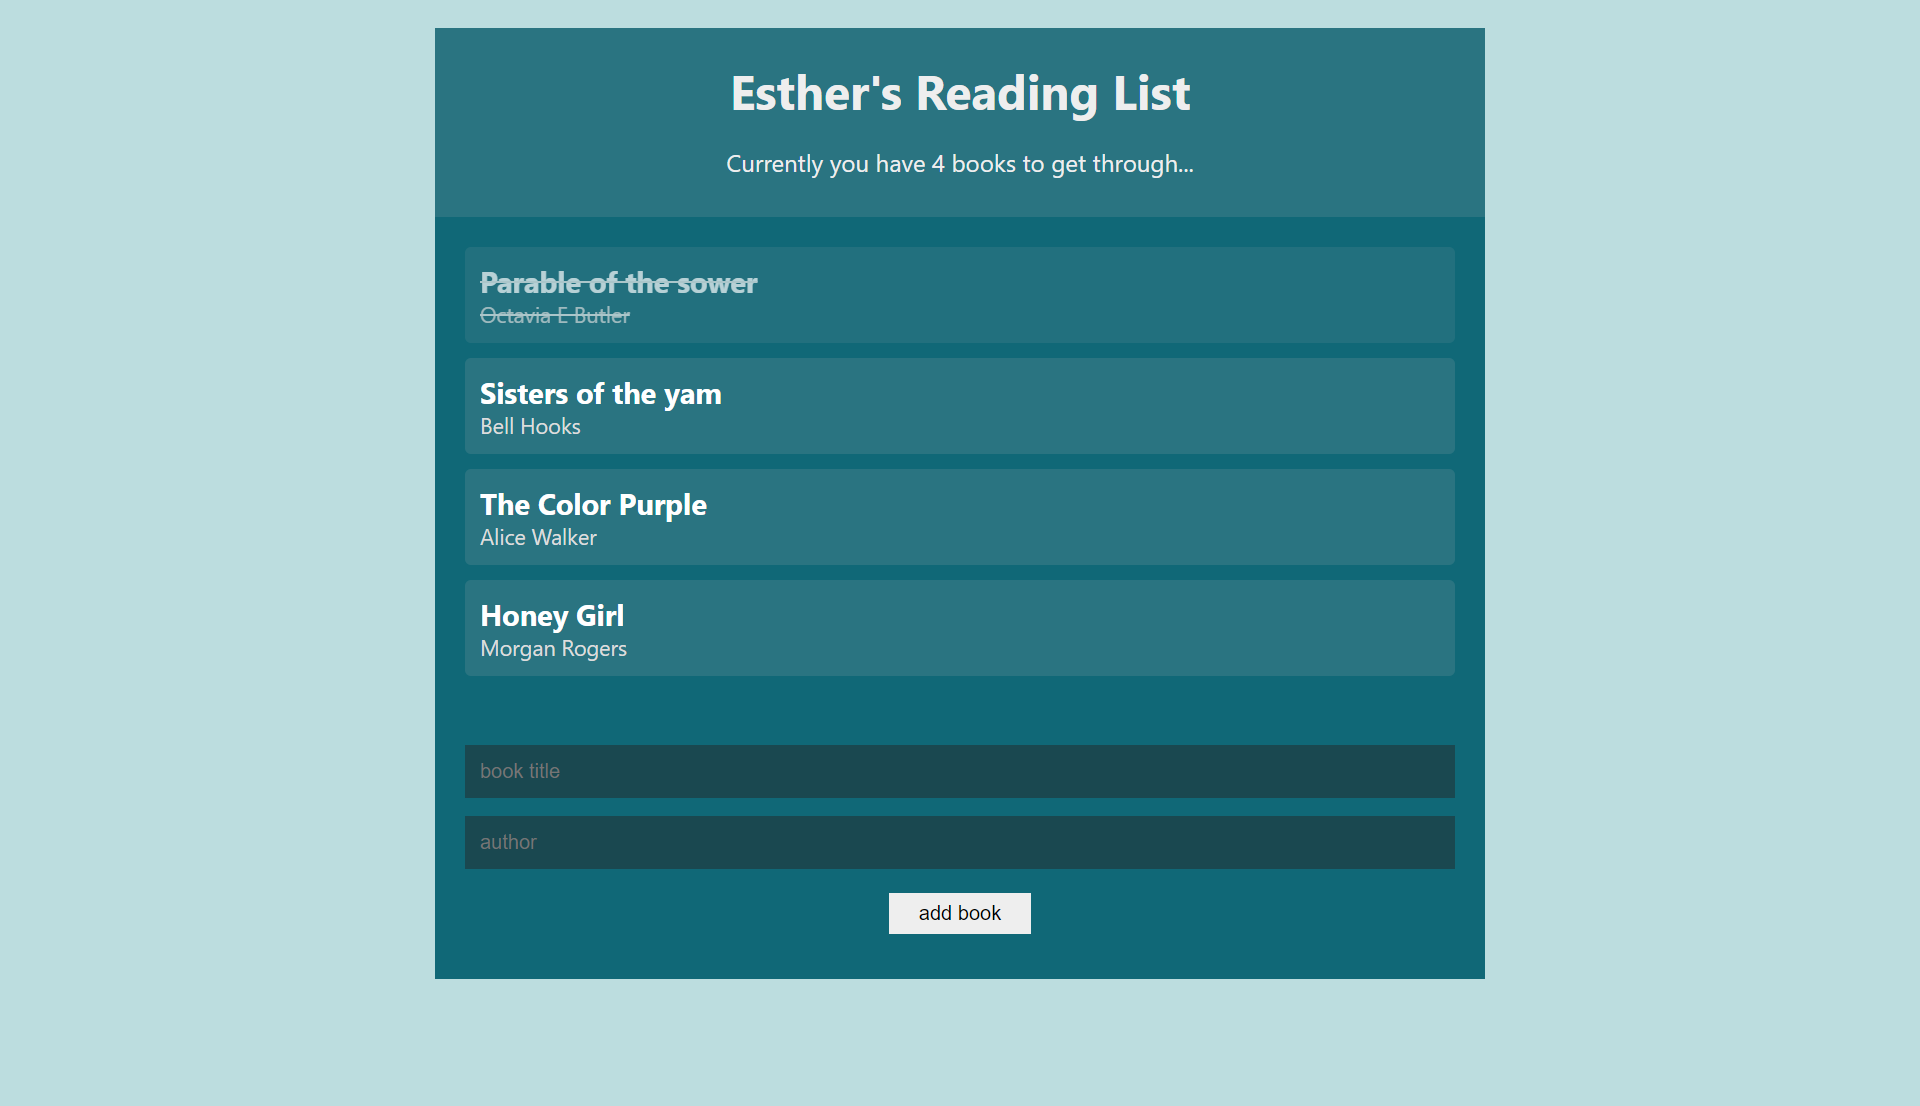 Esther's Reading List
Currently you have 4 books to get through...
Parable of the sower
Octavia E Butler
Sisters of the yam
Bell Hooks
The Color Purple
Alice Walker
Honey Girl
Morgan Rogers
book title
author
add book